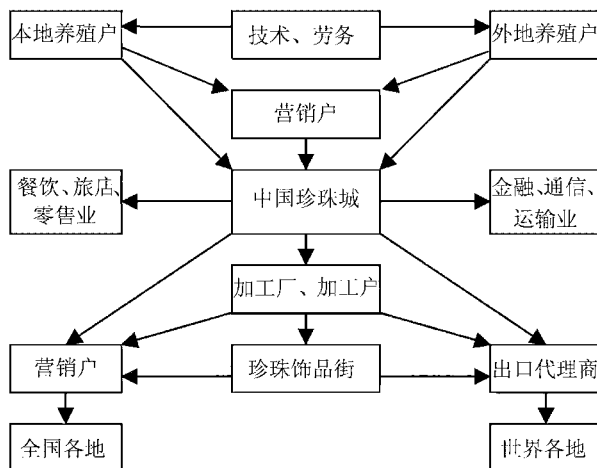 本地养殖户
技术、劳务
外地养殖户
营销户
餐饮、旅店、
零售业
中国珍珠城
金融、通信、
运输业
加工厂、加工户
营销户
珍珠饰品街
出口代理商
全国各地
世界各地